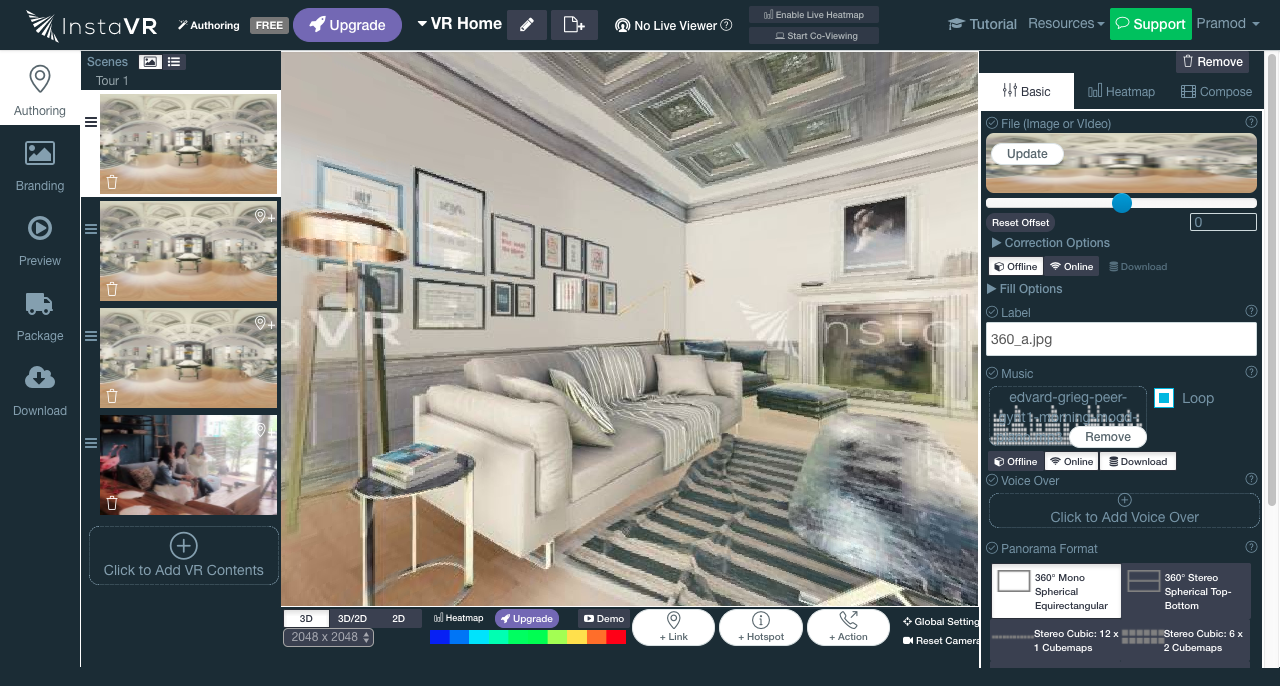 InstaVR
Authoring
FREE
Upgrade
VR Home
No Live Viewer
Enable Live Heatmap
Start Co-Viewing
Tutorial
Resources
Support
Pramod
Authoring
Branding
Preview
Package
Download
Scenes
Tour 1
Click to Add VR Contents
a VR
Insta
3D
3D/2D
2D
2048 x 2048
Heatmap
Upgrade
Demo
+ Link
+ Hotspot
+ Action
Global Setting
Reset Camera
Remove
Basic
Heatmap
Compose
File (Image or VIdeo)
Update
Reset Offset
0
Correction Options
Offline
Online
Download
Fill Options
Label
360_a.jpg
Music
edvard-grieg-peer-
Loop
Remove
Offline
Online
Download
Voice Over
Click to Add Voice Over
Panorama Format
360° Mono
Spherical
Equirectangular
360° Stereo
Spherical Top-
Bottom
Stereo Cubic: 12 x
1 Cubemaps
Stereo Cubic: 6 x
2 Cubemaps